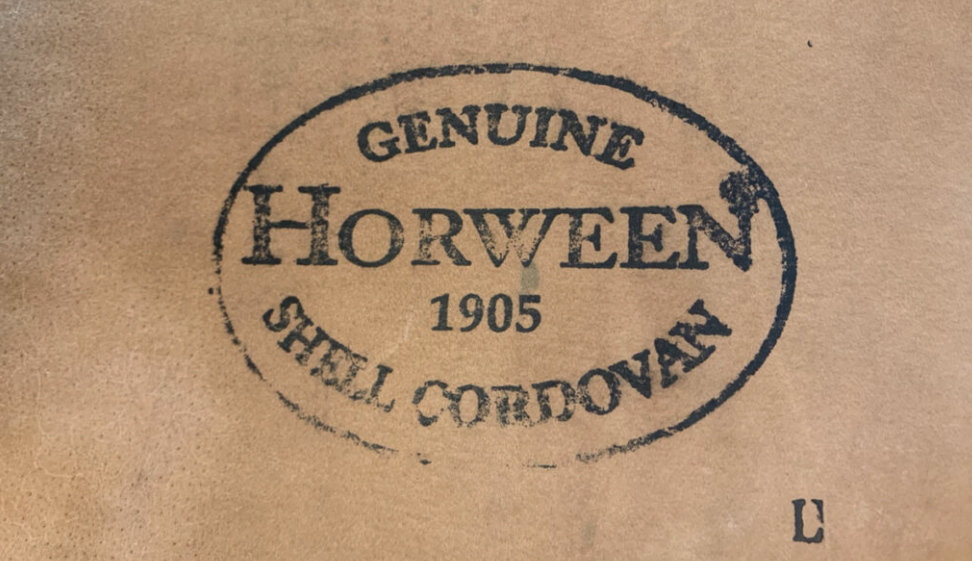 GENUINE
HORWEEN
1905
SHELL CORDOVAN